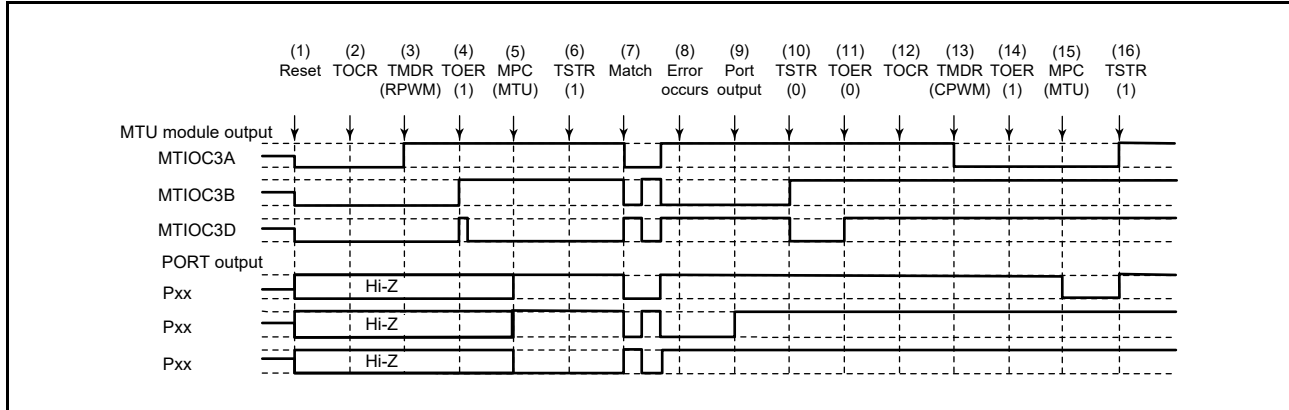 (1) (2) (3) (4) (5) (6) (7) (8) (9) (10) (11) (12) (13) (14) (15) (16)
Reset TOCR TMDR TOER MPC TSTR Match Error Port TSTR TOER TOCR TMDR TOER MPC TSTR
(RPWM) (1) (MTU) (1) occurs output (0) (0) (CPWM) (1) (MTU) (1)
MTU module output
MTIOC3A
MTIOC3B
MTIOC3D
PORT output
Pxx Hi-Z
Pxx Hi-Z
Pxx Hi-Z